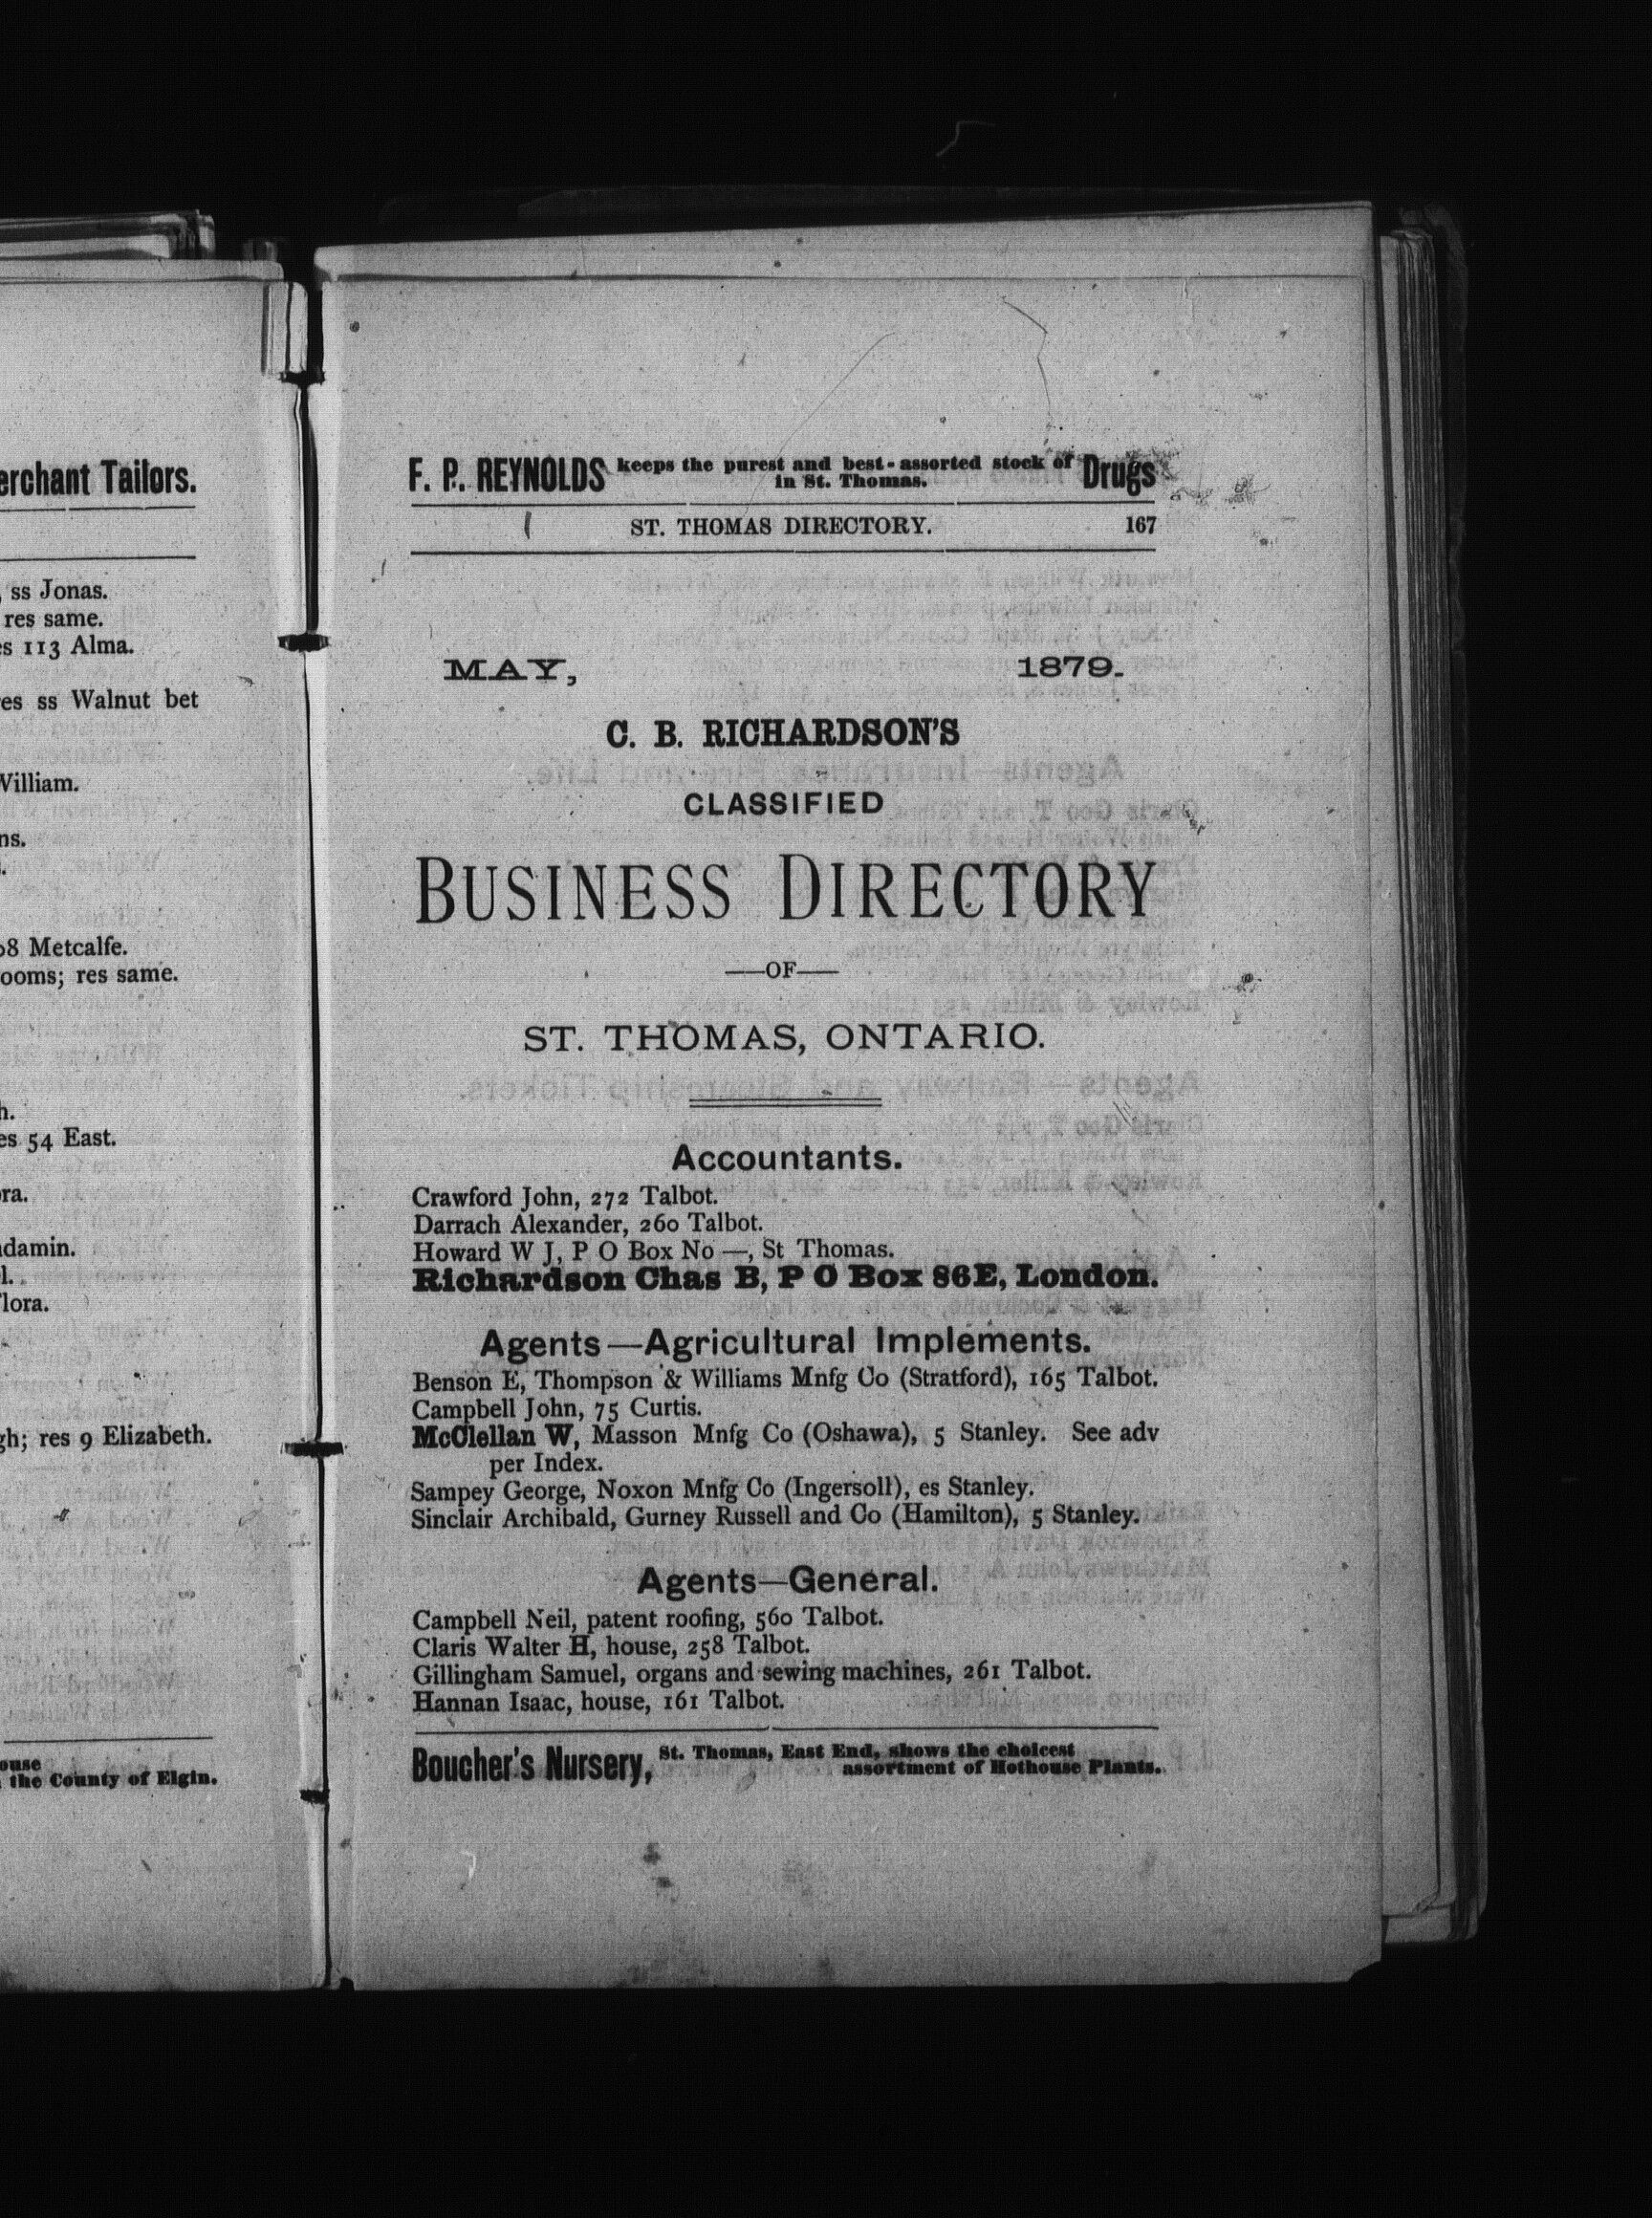 erchant Tailors.
ss Jonas.
res same.
es 113 Alma.
res ss Walnut bet
William.
ns.
08 Metcalfe.
ooms; res same.
h.
es 54 East.
ora.
ndamin.
l.
Flora.
gh; res 9 Elizabeth.
ouse
the County of Elgin.
F. P. REYNOLDS keeps the purest and best-assorted stock of Drugs
in St. Thomas.
ST. THOMAS DIRECTORY. 167
MAY, 1879.
C. B. RICHARDSON'S
CLASSIFIED
BUSINESS DIRECTORY
—OF—
ST. THOMAS, ONTARIO.
Accountants.
Crawford John, 272 Talbot.
Darrach Alexander, 260 Talbot.
Howard W J, P O Box No —, St Thomas.
Richardson Chas B, P O Box 86E, London.
Agents—Agricultural Implements.
Benson E, Thompson & Williams Mnfg Co (Stratford), 165 Talbot.
Campbell John, 75 Curtis.
McClellan W, Masson Mnfg Co (Oshawa), 5 Stanley. See adv
per Index.
Sampey George, Noxon Mnfg Co (Ingersoll), es Stanley.
Sinclair Archibald, Gurney Russell and Co (Hamilton), 5 Stanley.
Agents—General.
Campbell Neil, patent roofing, 560 Talbot.
Claris Walter H, house, 258 Talbot.
Gillingham Samuel, organs and sewing machines, 261 Talbot.
Hannan Isaac, house, 161 Talbot.
Boucher's Nursery, St. Thomas, East End, shows the choicest
assortment of Hothouse Plants.